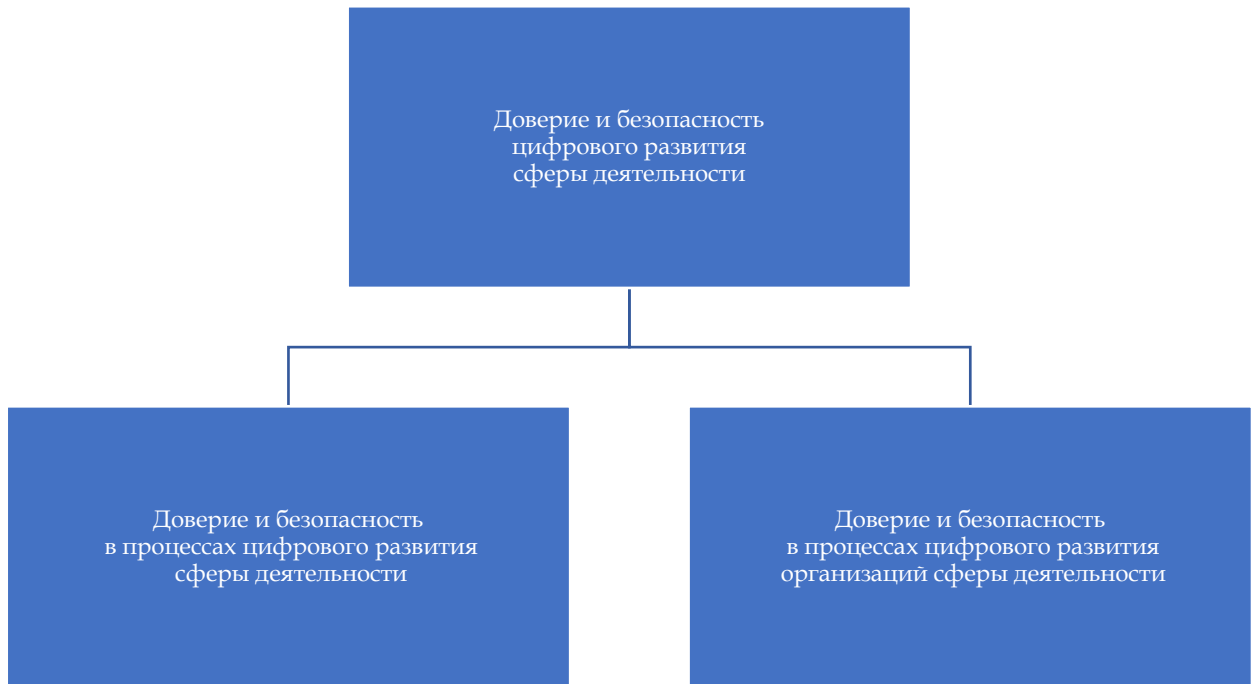 Доверие и безопасность
цифрового развития
сферы деятельности
Доверие и безопасность
в процессах цифрового развития
сферы деятельности
Доверие и безопасность
в процессах цифрового развития
организаций сферы деятельности